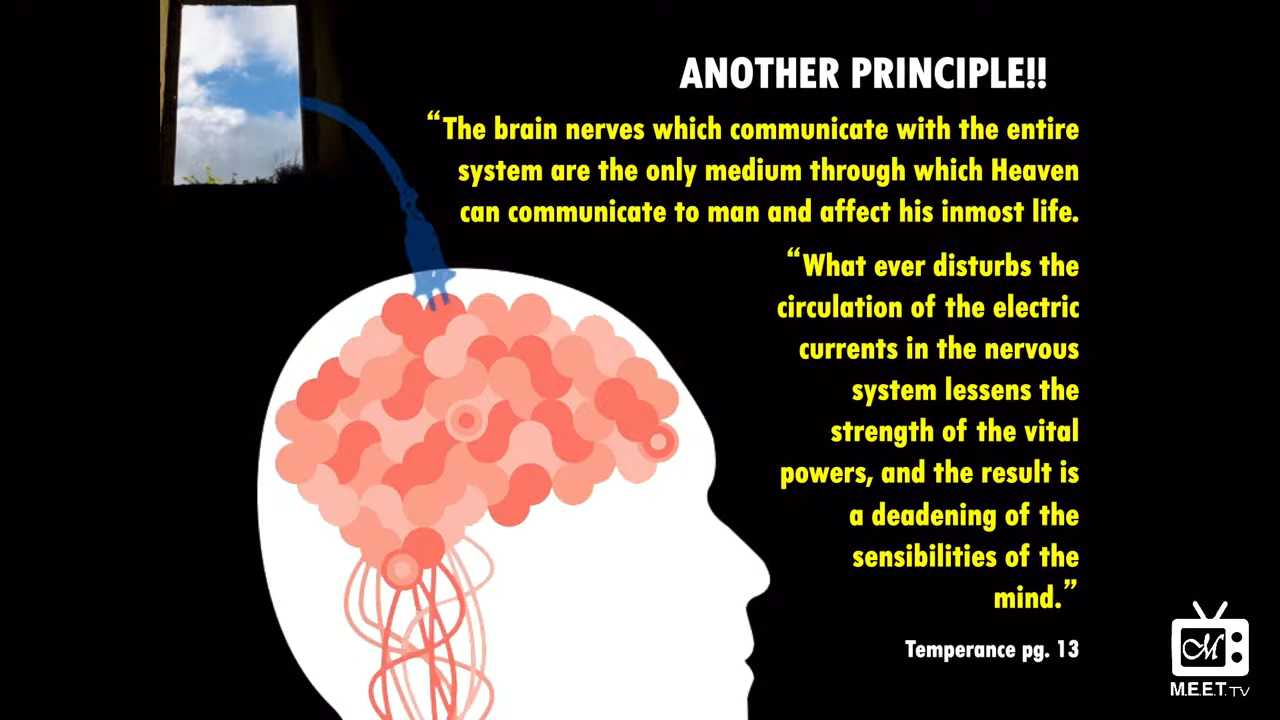 ANOTHER PRINCIPLE!!
“The brain nerves which communicate with the entire
system are the only medium through which Heaven
can communicate to man and affect his inmost life.
“What ever disturbs the
circulation of the electric
currents in the nervous
system lessens the
strength of the vital
powers, and the result is
a deadening of the
sensibilities of the
mind.”
Temperance pg. 13
M
M.E.E.T. TV